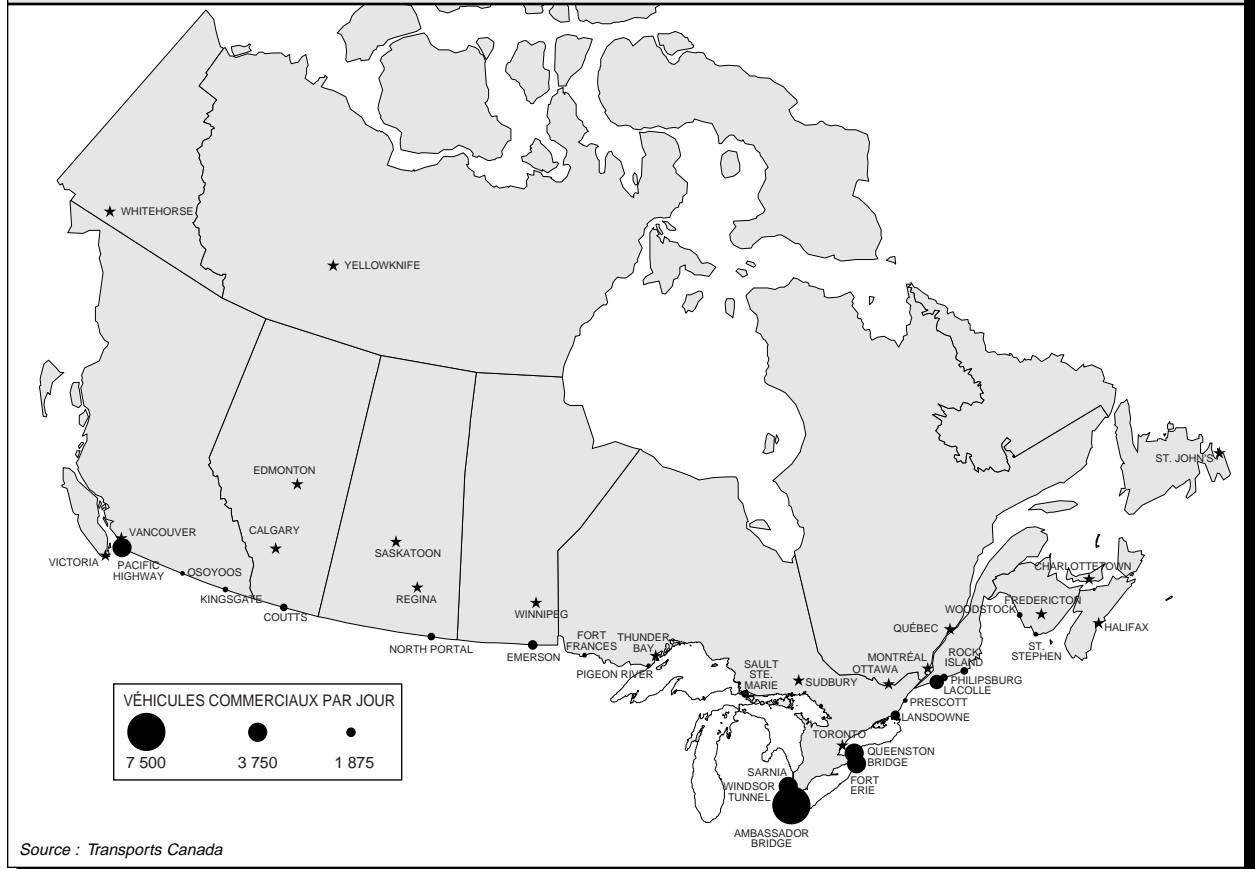 WHITEHORSE
YELLOWKNIFE
EDMONTON
CALGARY
SASKATOON
REGINA
WINNIPEG
VANCOUVER
VICTORIA
PACIFIC
HIGHWAY
OSOYOOS
KINGSGATE
COUTTS
NORTH PORTAL
EMERSON
FORT
FRANCES
THUNDER
BAY
PIGEON RIVER
SAULT
STE.
MARIE
SUDBURY
OTTAWA
MONTRÉAL
QUÉBEC
ROCK
ISLAND
PHILIPSBURG
LACOLLE
PRESCOTT
LANSDOWNE
TORONTO
QUEENSTON
BRIDGE
FORT
ERIE
SARNIA
WINDSOR
TUNNEL
AMBASSADOR
BRIDGE
WOODSTOCK
FREDERICTON
ST.
STEPHEN
CHARLOTTETOWN
HALIFAX
ST. JOHN'S
VÉHICULES COMMERCIAUX PAR JOUR
7 500 3 750 1 875
Source : Transports Canada